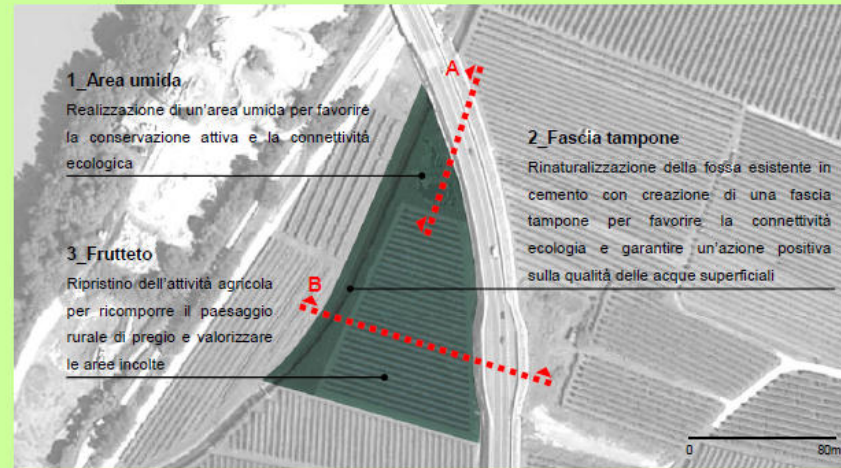 1_Area umida
Realizzazione di un'area umida per favorire
la conservazione attiva e la connettività
ecologica
3_Frutteto
Ripristino dell'attività agricola
per ricomporre il paesaggio
rurale di pregio e valorizzare
le aree incolte
A
B
2_Fascia tampone
Rinaturalizzazione della fossa esistente in
cemento con creazione di una fascia
tampone per favorire la connettività
ecologia e garantire un'azione positiva
sulla qualità delle acque superficiali
0 80m